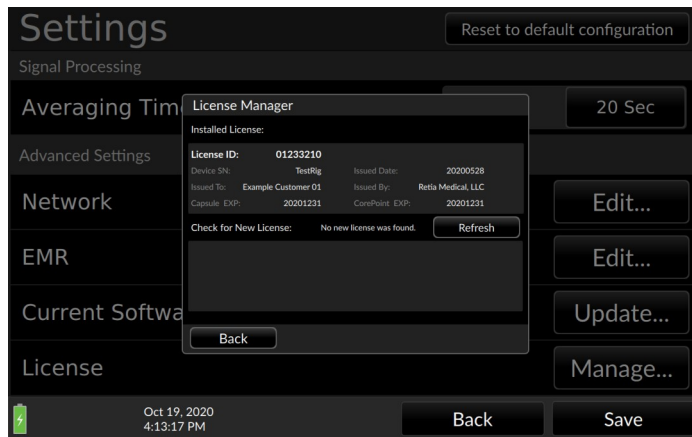 Settings
Reset to default configuration
Signal Processing
Averaging Tim
20 Sec
License Manager
Installed License:
License ID: 01233210
Device SN: TestRig Issued Date: 20200528
Issued To: Example Customer 01 Issued By: Retia Medical, LLC
Capsule EXP: 20201231 CorePoint EXP: 20201231
Check for New License: No new license was found. Refresh
Back
Advanced Settings
Network Edit...
EMR Edit...
Current Softwa Update...
License Manage...
Oct 19, 2020
4:13:17 PM
Back Save